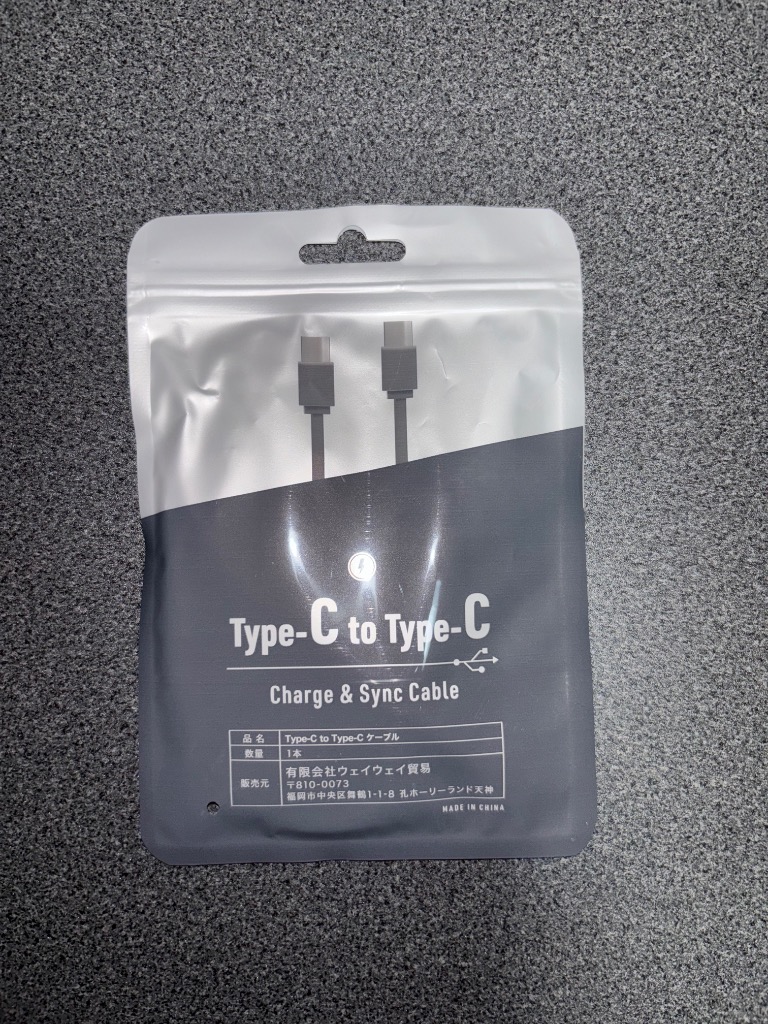 Type-C to Type-C
Charge & Sync Cable
品名 Type-C to Type-C ケーブル
数量 1本
販売元 有限会社ウェイウェイ貿易
〒810-0073
福岡市中央区舞鶴1-1-8 孔ホーリーランド天神
MADE IN CHINA